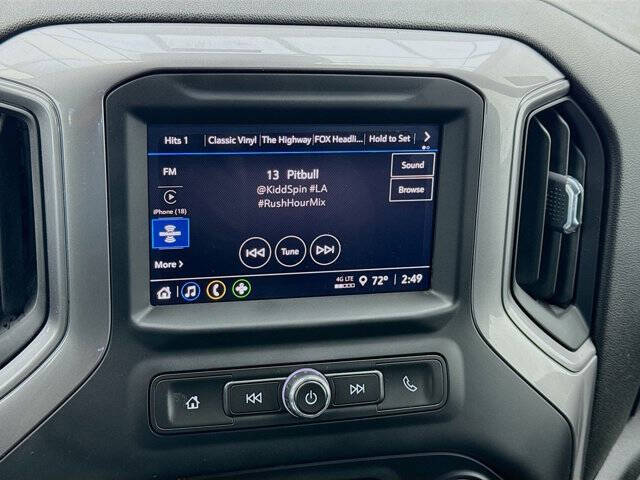 Hits 1 Classic Vinyl The Highway FOX Headli... Hold to Set
FM
13 Pitbull
Sound
@KiddSpin #LA
Browse
iPhone (18)
#RushHourMix
Tune
More
4G LTE 72° 2:49